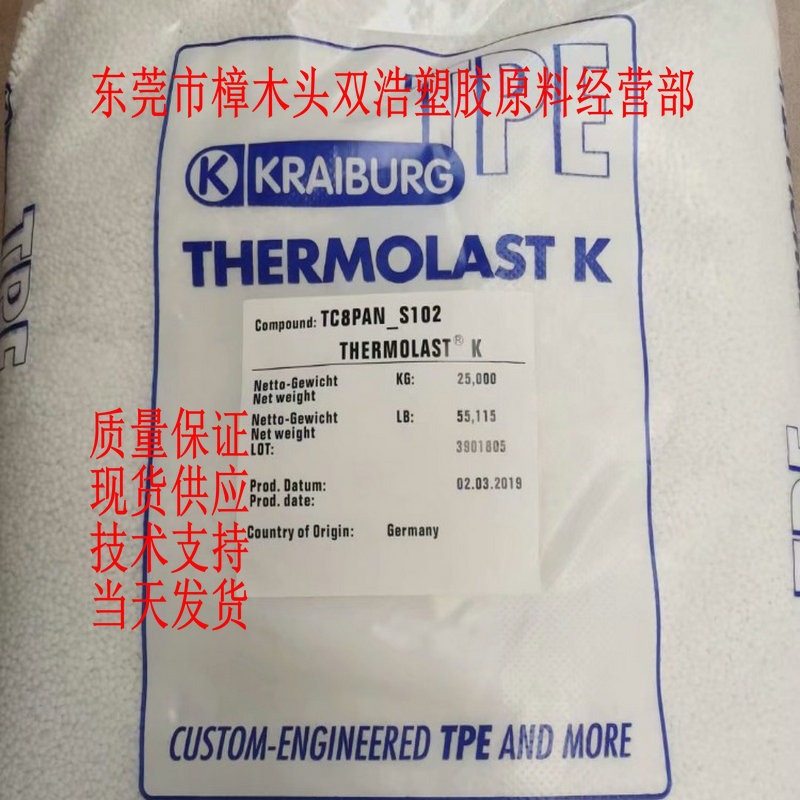 TPE
东莞市樟木头双浩塑胶原料经营部
K KRAIBURG
THERMOLAST K
TPE
Compound: TC8PAN_S102
THERMOLAST® K
Netto-Gewicht KG: 25,000
Net weight
Netto-Gewicht LB: 55,115
Net weight
LOT: 3901805
Prod. Datum: 02.03.2019
Prod. date:
Country of Origin: Germany
质量保证
现货供应
技术支持
当天发货
TPE
CUSTOM-ENGINEERED TPE AND MORE